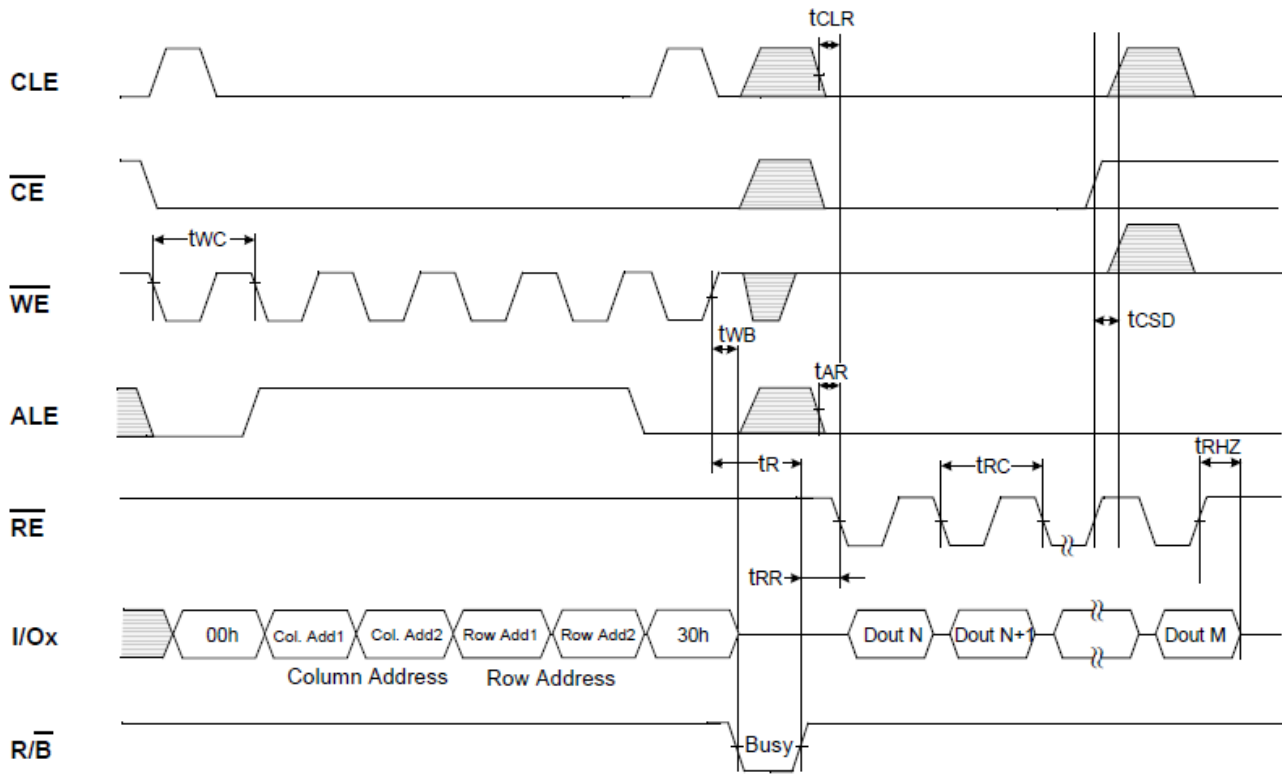 tCLR
CLE
CE
tWC
WE
tWB
tCSD
tAR
ALE
tR
tRC
tRHZ
RE
tRR
I/Ox
00h Col. Add1 Col. Add2 Row Add1 Row Add2 30h Dout N Dout N+1 Dout M
Column Address Row Address
R/B
Busy